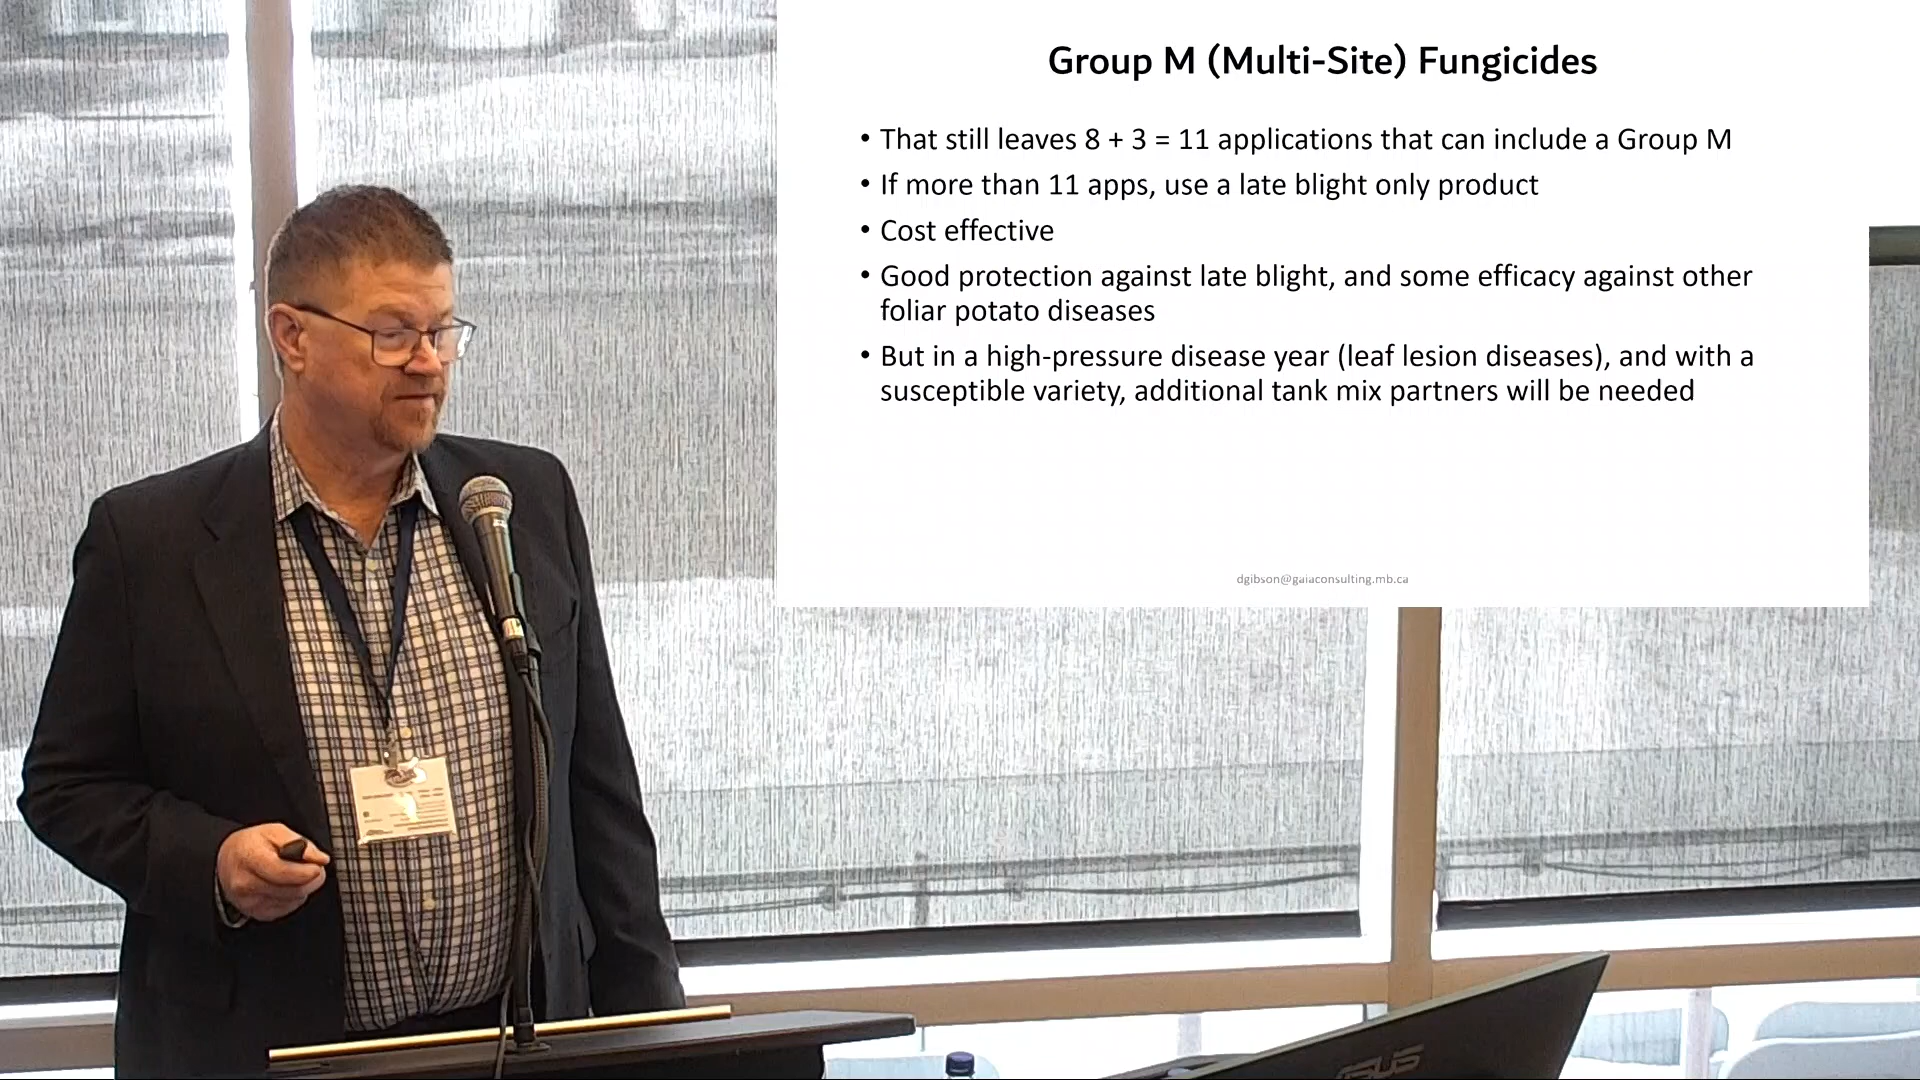 Group M (Multi-Site) Fungicides
• That still leaves 8 + 3 = 11 applications that can include a Group M
• If more than 11 apps, use a late blight only product
• Cost effective
• Good protection against late blight, and some efficacy against other
foliar potato diseases
• But in a high-pressure disease year (leaf lesion diseases), and with a
susceptible variety, additional tank mix partners will be needed
dgibson@gaiaconsulting.mb.ca
ASUS